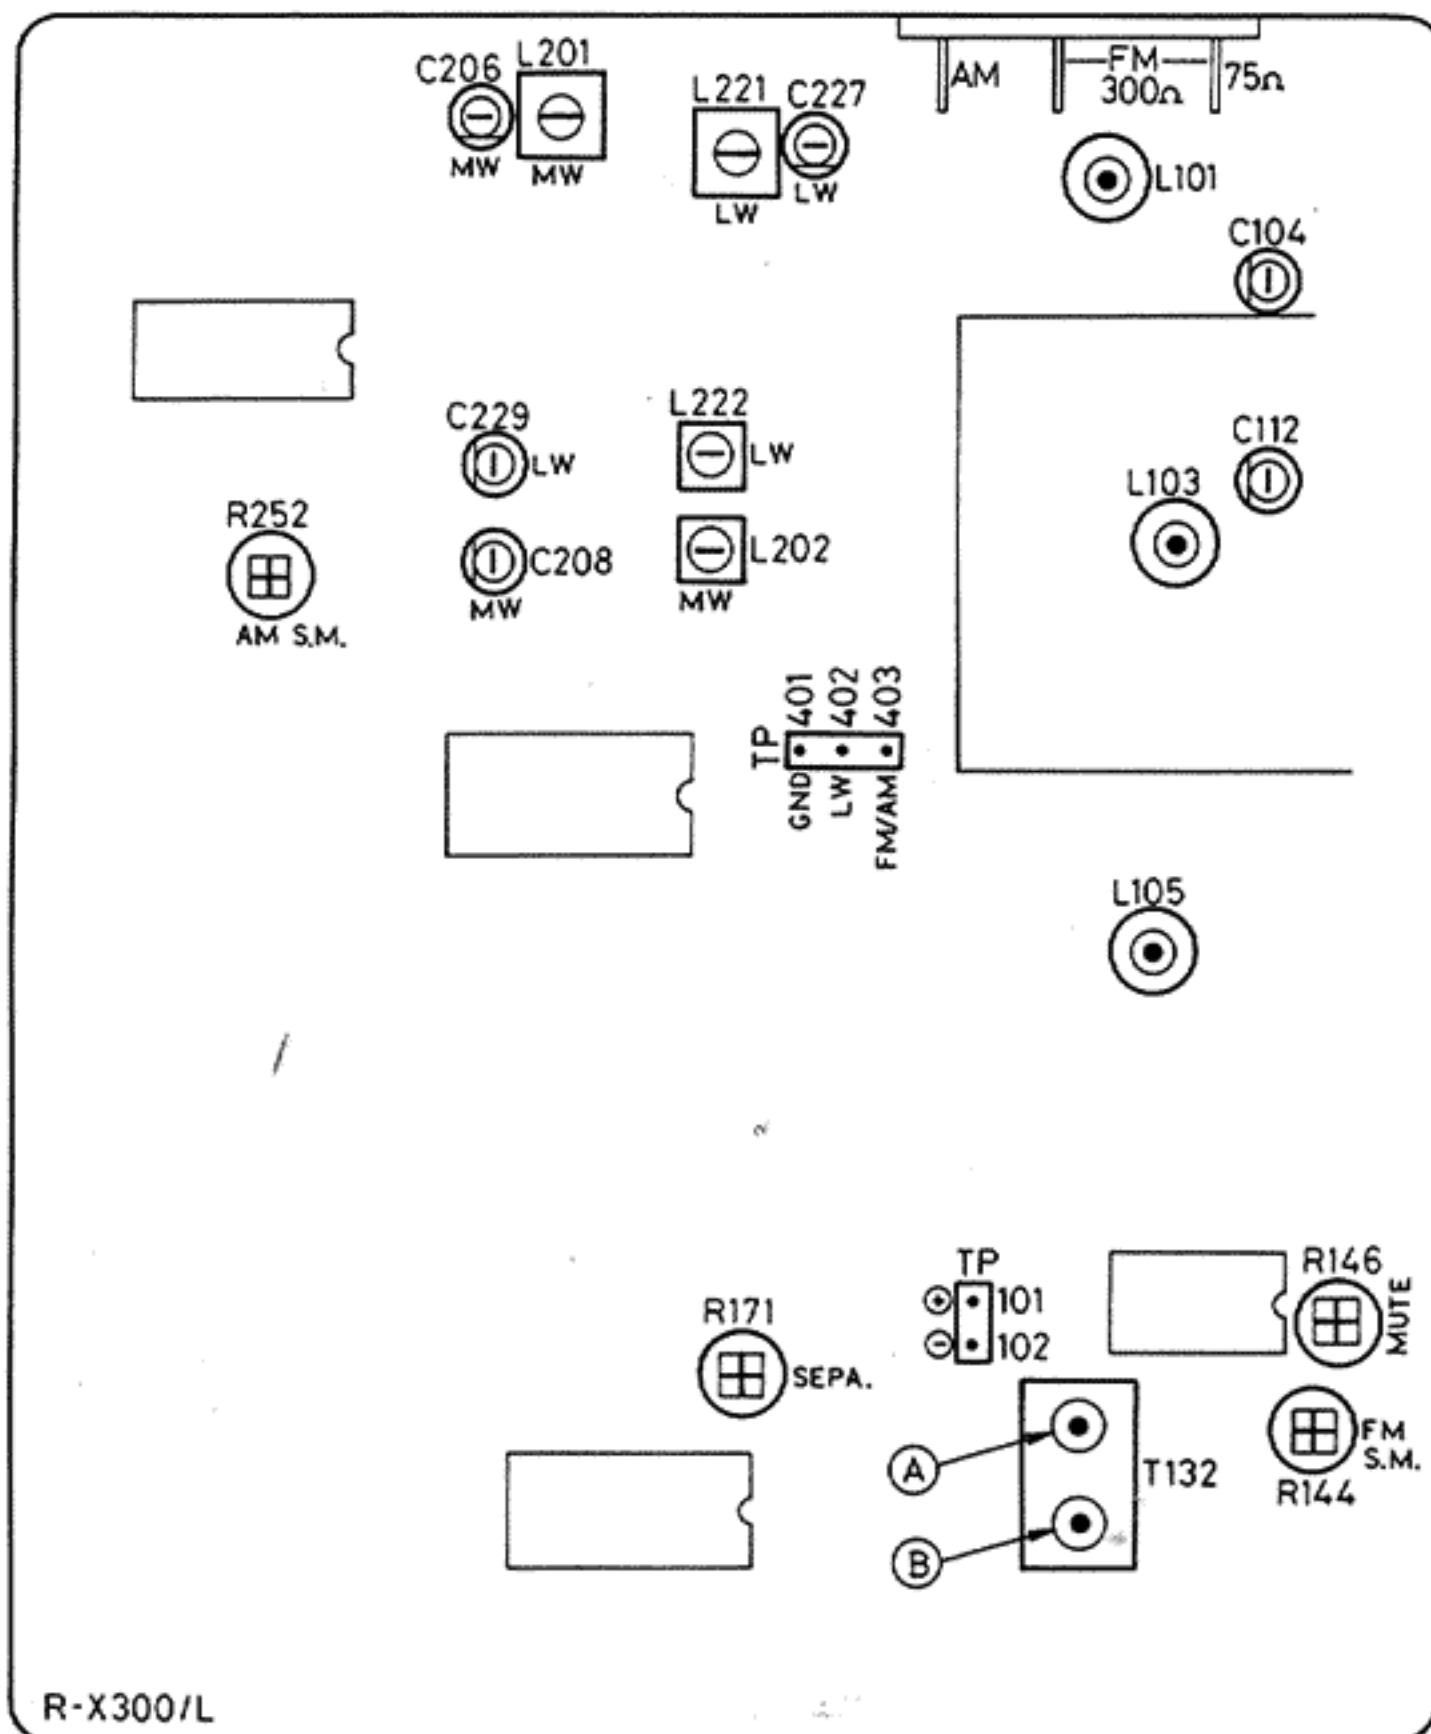 C206 L201
MW MW
L221 C227
LW LW
AM FM 300Ω 75Ω
L101
C104
C229 LW
L222 LW
C112
L103
R252
AM S.M.
C208
MW
L202
MW
TP 401 402 403
GND LW FM/AM
L105
TP
+ 101
- 102
R146
MUTE
R171
SEPA.
A
B
T132
FM
S.M.
R144
R-X300/L